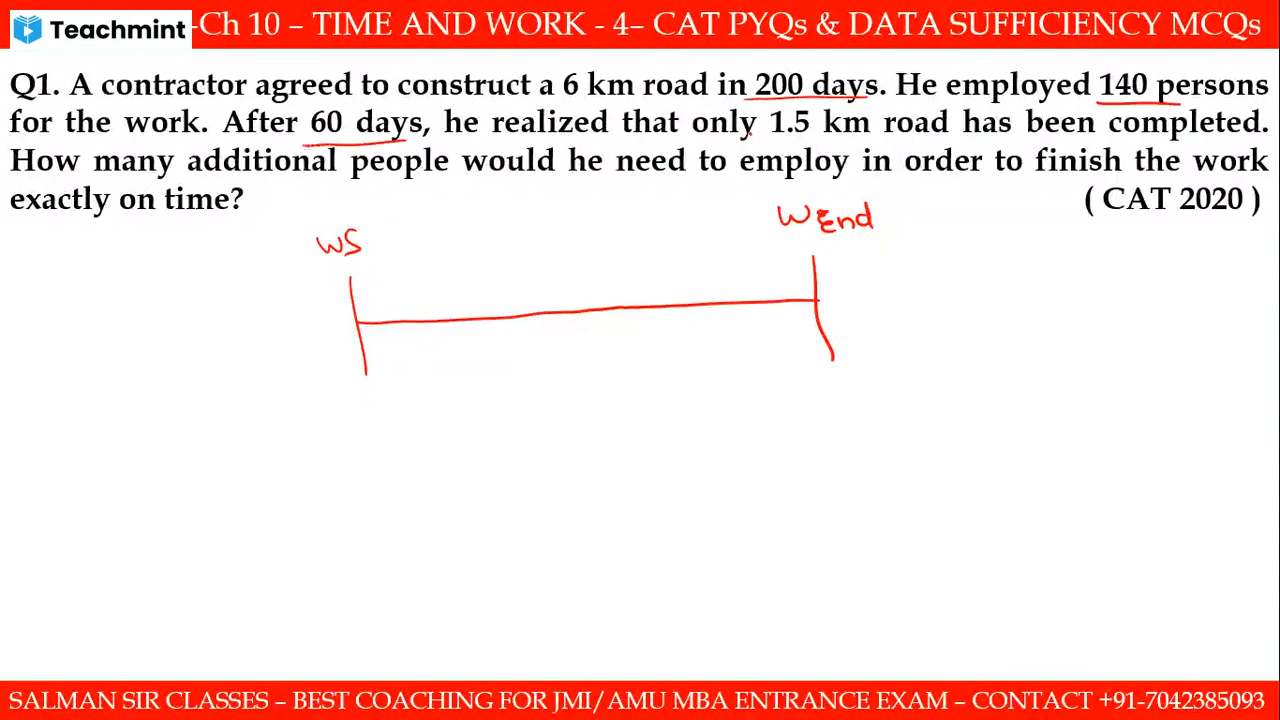 Teachmint -Ch 10 – TIME AND WORK - 4– CAT PYQs & DATA SUFFICIENCY MCQs
Q1. A contractor agreed to construct a 6 km road in 200 days. He employed 140 persons
for the work. After 60 days, he realized that only 1.5 km road has been completed.
How many additional people would he need to employ in order to finish the work
exactly on time? ( CAT 2020 )
WS
WEnd
SALMAN SIR CLASSES – BEST COACHING FOR JMI/AMU MBA ENTRANCE EXAM – CONTACT +91-7042385093